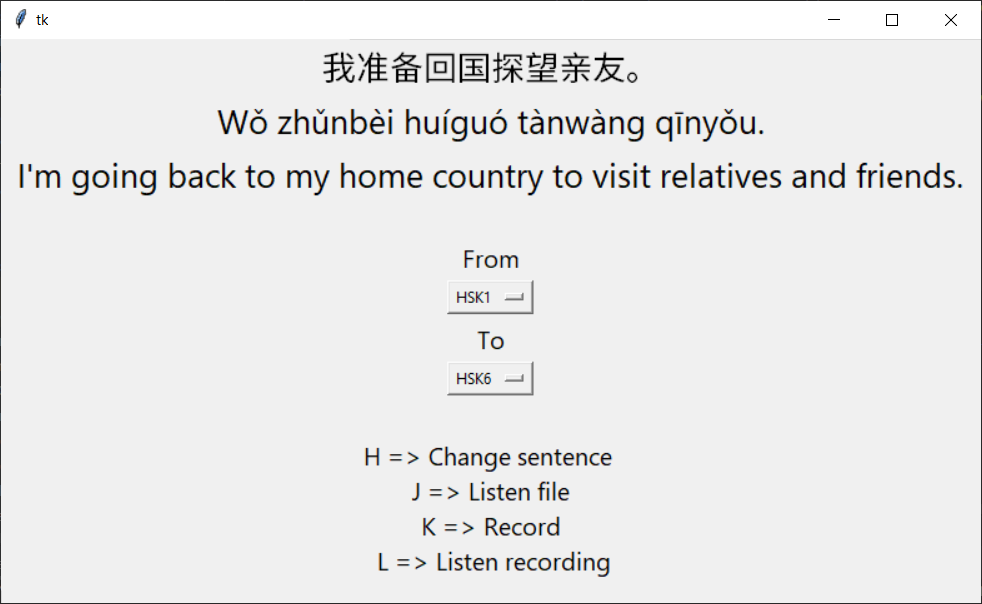 tk
我准备回国探望亲友。
Wǒ zhǔnbèi huíguó tànwàng qīnyǒu.
I'm going back to my home country to visit relatives and friends.
From
HSK1
To
HSK6
H => Change sentence
J => Listen file
K => Record
L => Listen recording